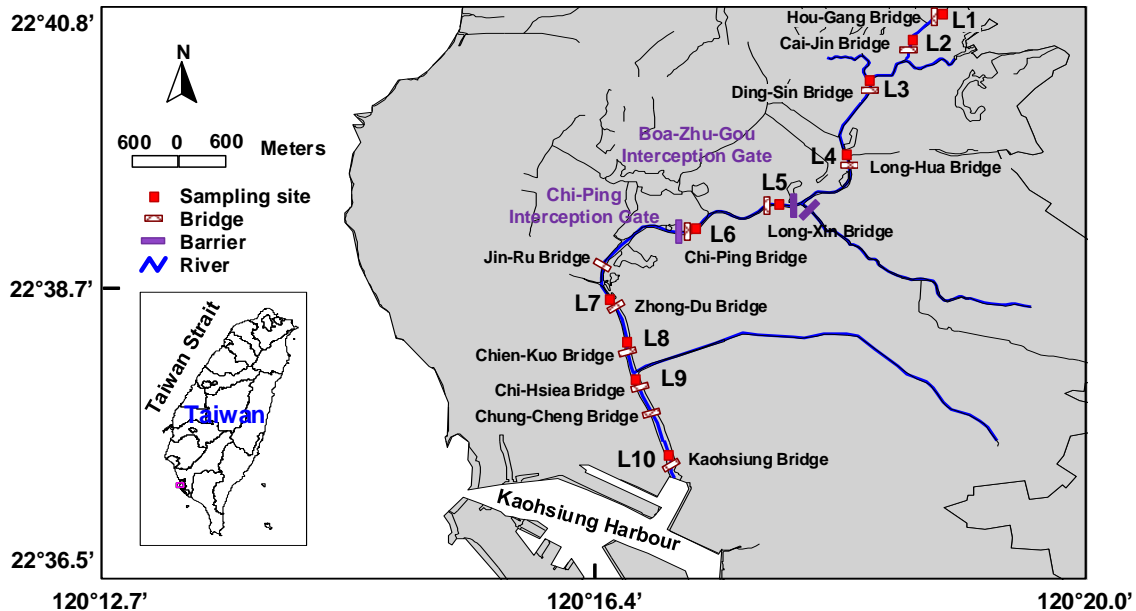 22°40.8'
Hou-Gang Bridge
L1
Cai-Jin Bridge
L2
N
Ding-Sin Bridge
L3
600 0 600
Meters
Boa-Zhu-Gou
Interception Gate
L4
Long-Hua Bridge
Sampling site
Bridge
Barrier
River
Chi-Ping
Interception Gate
L5
Long-Xin Bridge
L6
Chi-Ping Bridge
Jin-Ru Bridge
22°38.7'
L7
Zhong-Du Bridge
L8
Chien-Kuo Bridge
L9
Chi-Hsiea Bridge
Chung-Cheng Bridge
L10
Kaohsiung Bridge
Taiwan Strait
Taiwan
Kaohsiung Harbour
22°36.5'
120°12.7'
120°16.4'
120°20.0'